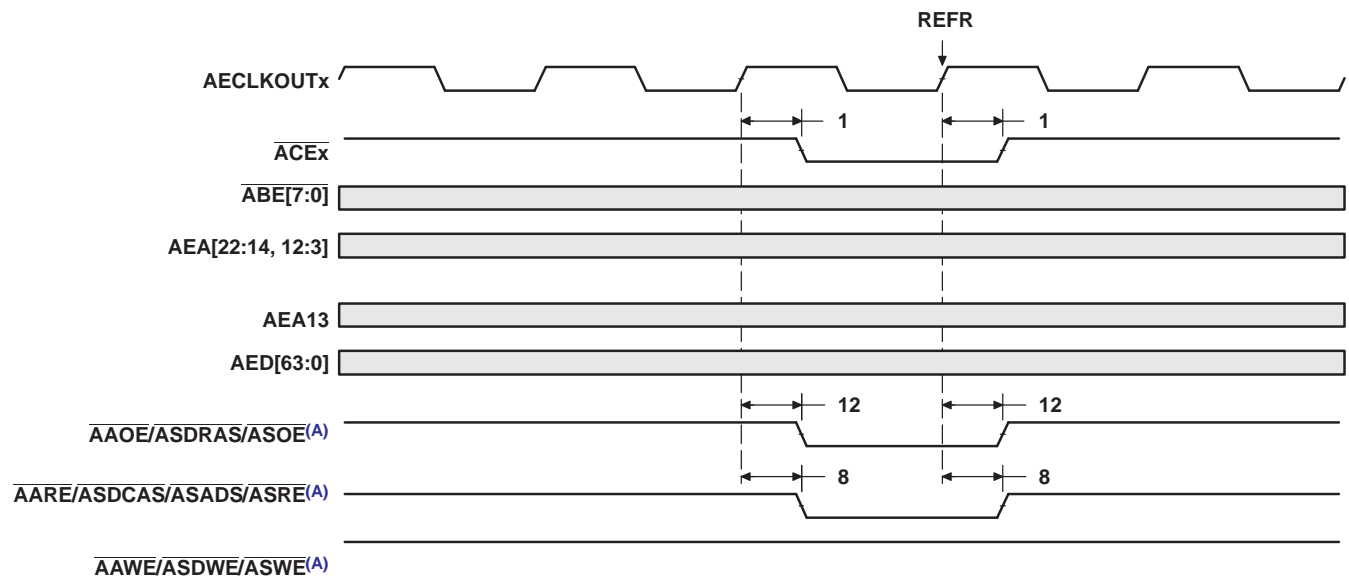 REFR
AECLKOUTx
1 1
ACEx
ABE[7:0]
AEA[22:14, 12:3]
AEA13
AED[63:0]
12 12
AAOE/ASDRAS/ASOE(A)
8 8
AARE/ASDCAS/ASADS/ASRE(A)
AAWE/ASDWE/ASWE(A)